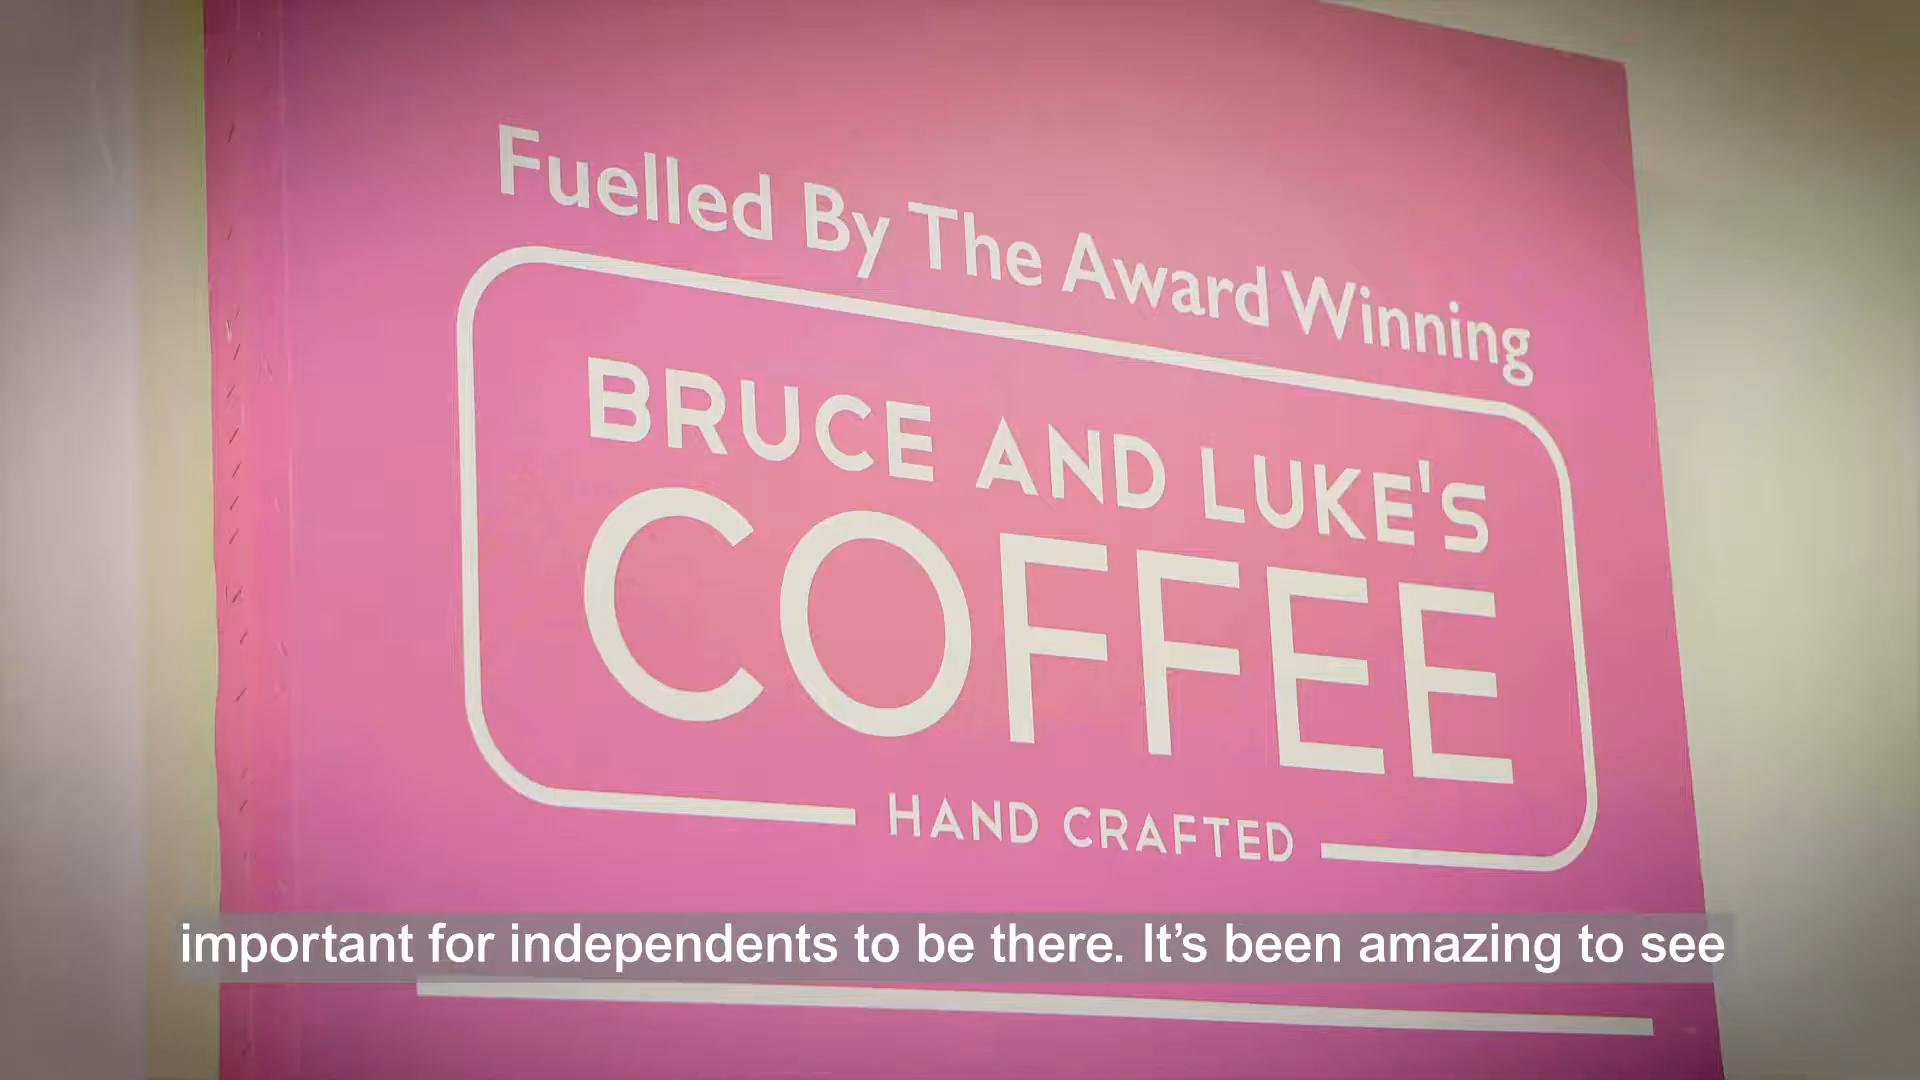 Fuelled By The Award Winning
BRUCE AND LUKE'S
COFFEE
HAND CRAFTED
important for independents to be there. It’s been amazing to see